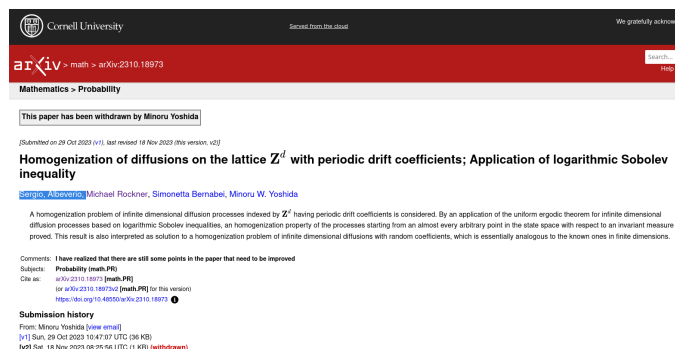 Cornell University
Served from the cloud
We gratefully acknow
arXiv > math > arXiv:2310.18973
Search...
Help
Mathematics > Probability
This paper has been withdrawn by Minoru Yoshida
[Submitted on 29 Oct 2023 (v1), last revised 18 Nov 2023 (this version, v2)]
Homogenization of diffusions on the lattice Z^d with periodic drift coefficients; Application of logarithmic Sobolev
inequality
Sergio, Albeverio, Michael Rockner, Simonetta Bernabei, Minoru W. Yoshida
A homogenization problem of infinite dimensional diffusion processes indexed by Z^d having periodic drift coefficients is considered. By an application of the uniform ergodic theorem for infinite dimensional
diffusion processes based on logarithmic Sobolev inequalities, an homogenization property of the processes starting from an almost every arbitrary point in the state space with respect to an invariant measure
proved. This result is also interpreted as solution to a homogenization problem of infinite dimensional diffusions with random coefficients, which is essentially analogous to the known ones in finite dimensions.
Comments: I have realized that there are still some points in the paper that need to be improved
Subjects: Probability (math.PR)
Cite as: arXiv:2310.18973 [math.PR]
(or arXiv:2310.18973v2 [math.PR] for this version)
https://doi.org/10.48550/arXiv.2310.18973
Submission history
From: Minoru Yoshida [view email]
[v1] Sun, 29 Oct 2023 10:47:07 UTC (36 KB)
[v2] Sat, 18 Nov 2023 08:25:56 UTC (1 KB) (withdrawn)